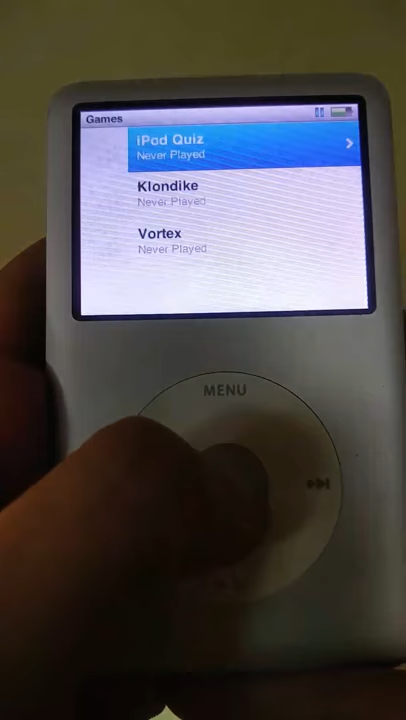 Games
iPod Quiz
Never Played
Klondike
Never Played
Vortex
Never Played
MENU